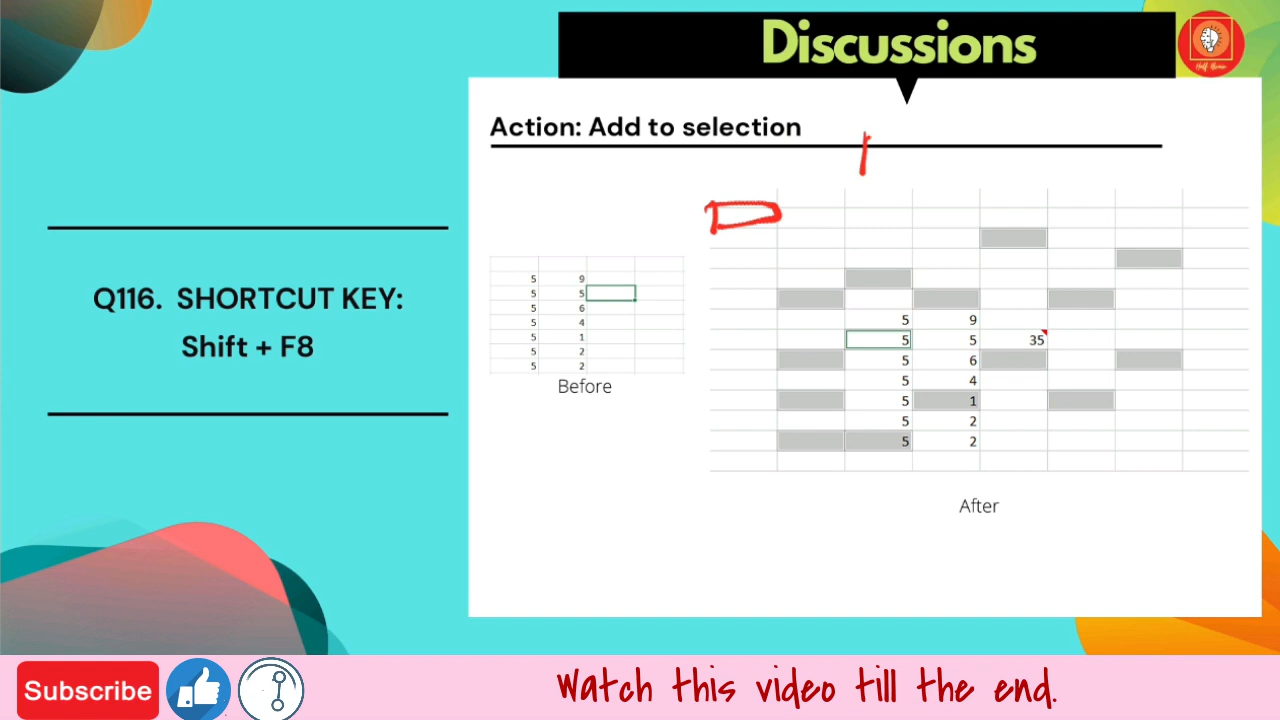 Discussions
Half Brain
Action: Add to selection
Q116. SHORTCUT KEY:
Shift + F8
5 9
5 5
5 6
5 4
5 1
5 2
5 2
Before
5 9
5 5 35
5 6
5 4
5 1
5 2
5 2
After
Subscribe
Watch this video till the end.